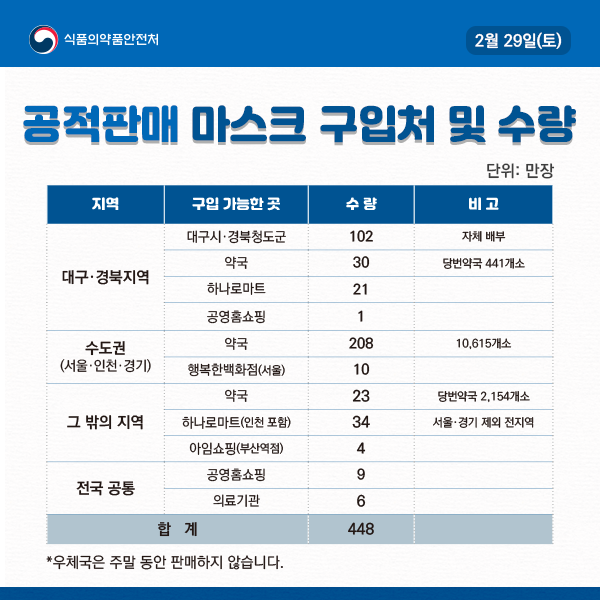 식품의약품안전처
2월 29일(토)
공적판매 마스크 구입처 및 수량
단위: 만장
지역 구입 가능한 곳 수 량 비 고
대구·경북지역
대구시·경북청도군 102 자체 배부
약국 30 당번약국 441개소
하나로마트 21
공영홈쇼핑 1
수도권
(서울·인천·경기)
약국 208 10,615개소
행복한백화점(서울) 10
그 밖의 지역
약국 23 당번약국 2,154개소
하나로마트(인천 포함) 34 서울·경기 제외 전지역
아임쇼핑(부산역점) 4
전국 공통
공영홈쇼핑 9
의료기관 6
합 계 448
*우체국은 주말 동안 판매하지 않습니다.